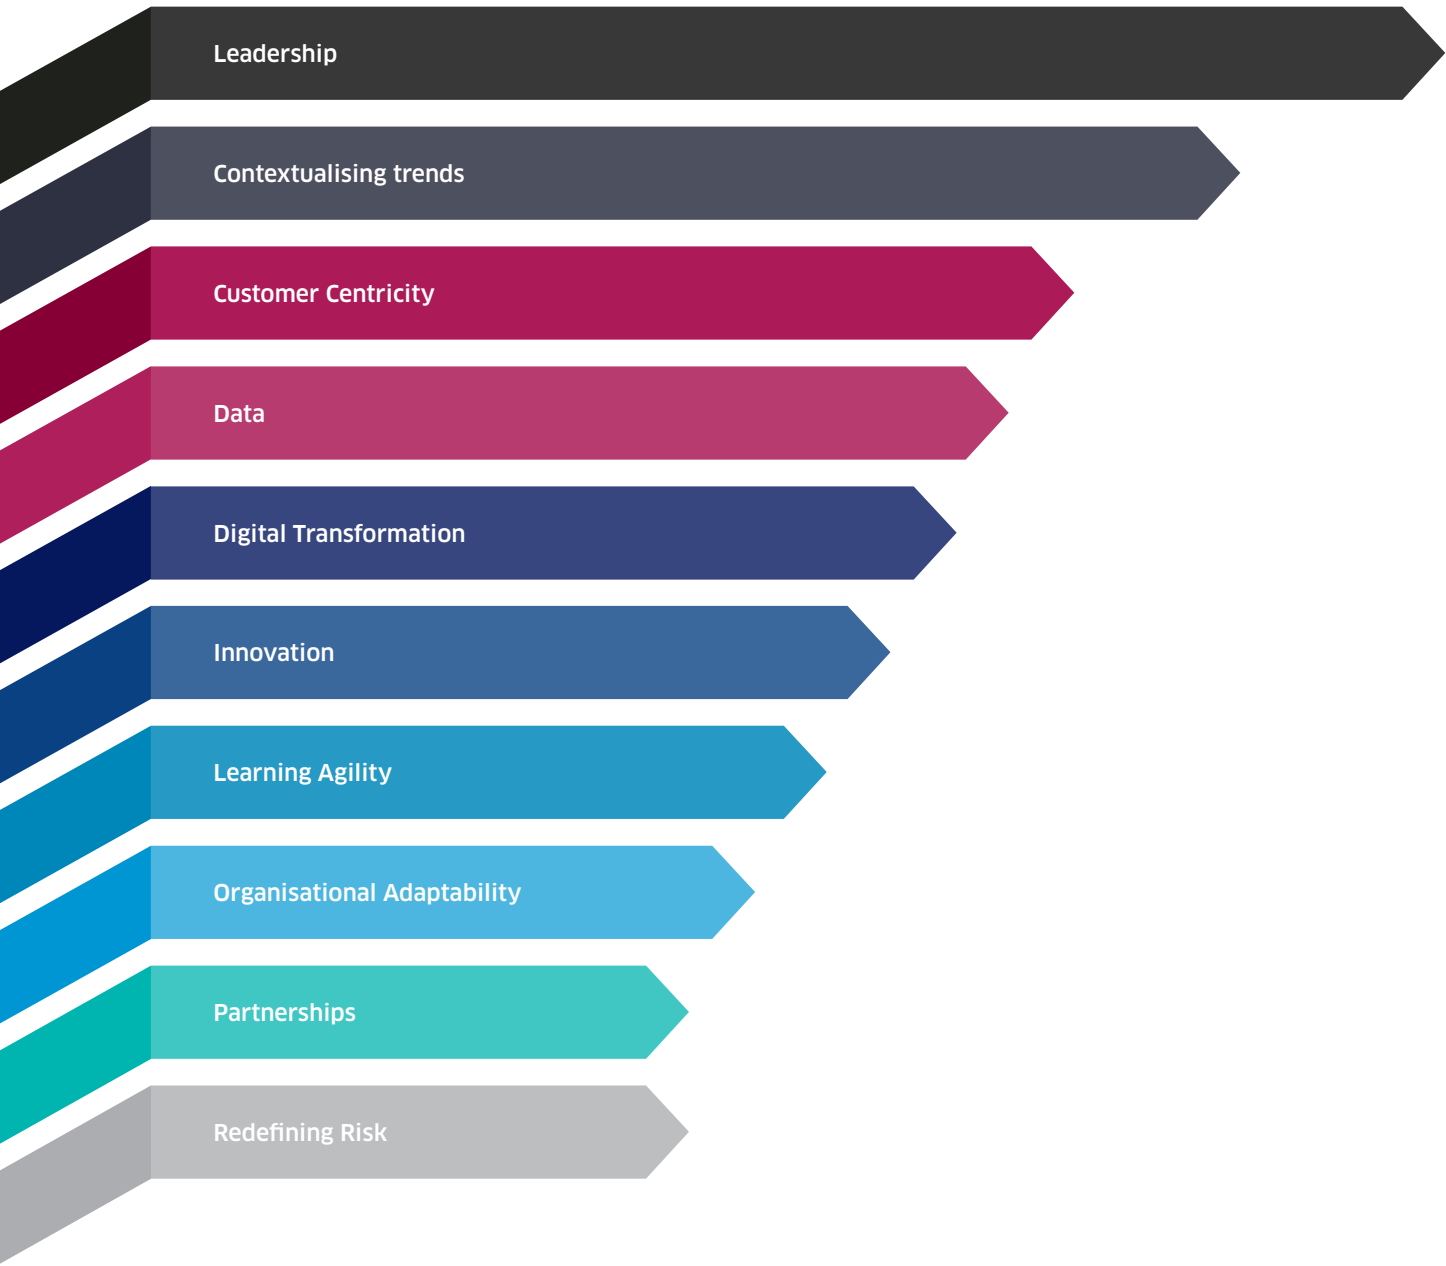 Leadership
Contextualising trends
Customer Centricity
Data
Digital Transformation
Innovation
Learning Agility
Organisational Adaptability
Partnerships
Redefining Risk